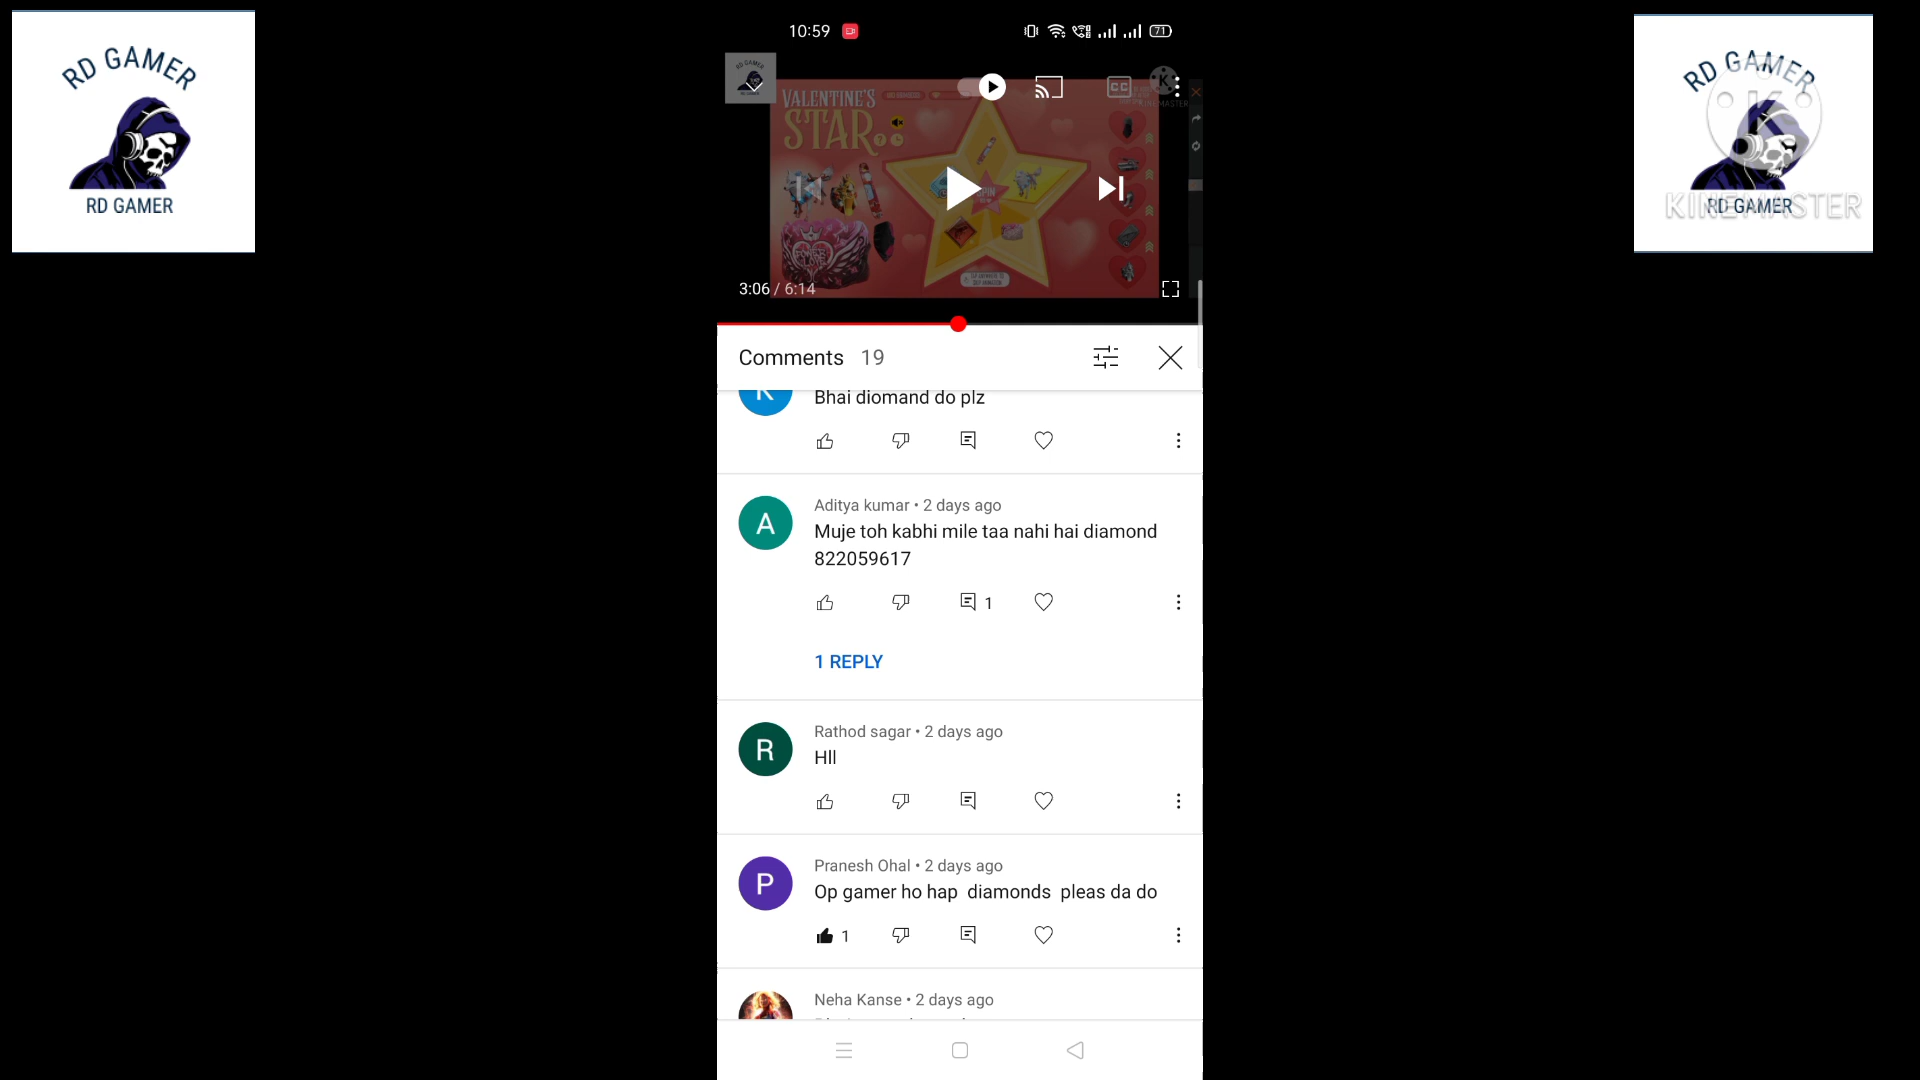 RD GAMER
RD GAMER
10:59
71
RD GAMER
KINEMASTER
RD GAMER
CC
VALENTINE'S
STAR
SPIN
3:06 / 6:14
Comments 19
K
Bhai diomand do plz
A
Aditya kumar • 2 days ago
Muje toh kabhi mile taa nahi hai diamond
822059617
1
1 REPLY
R
Rathod sagar • 2 days ago
Hll
P
Pranesh Ohal • 2 days ago
Op gamer ho hap diamonds pleas da do
1
Neha Kanse • 2 days ago